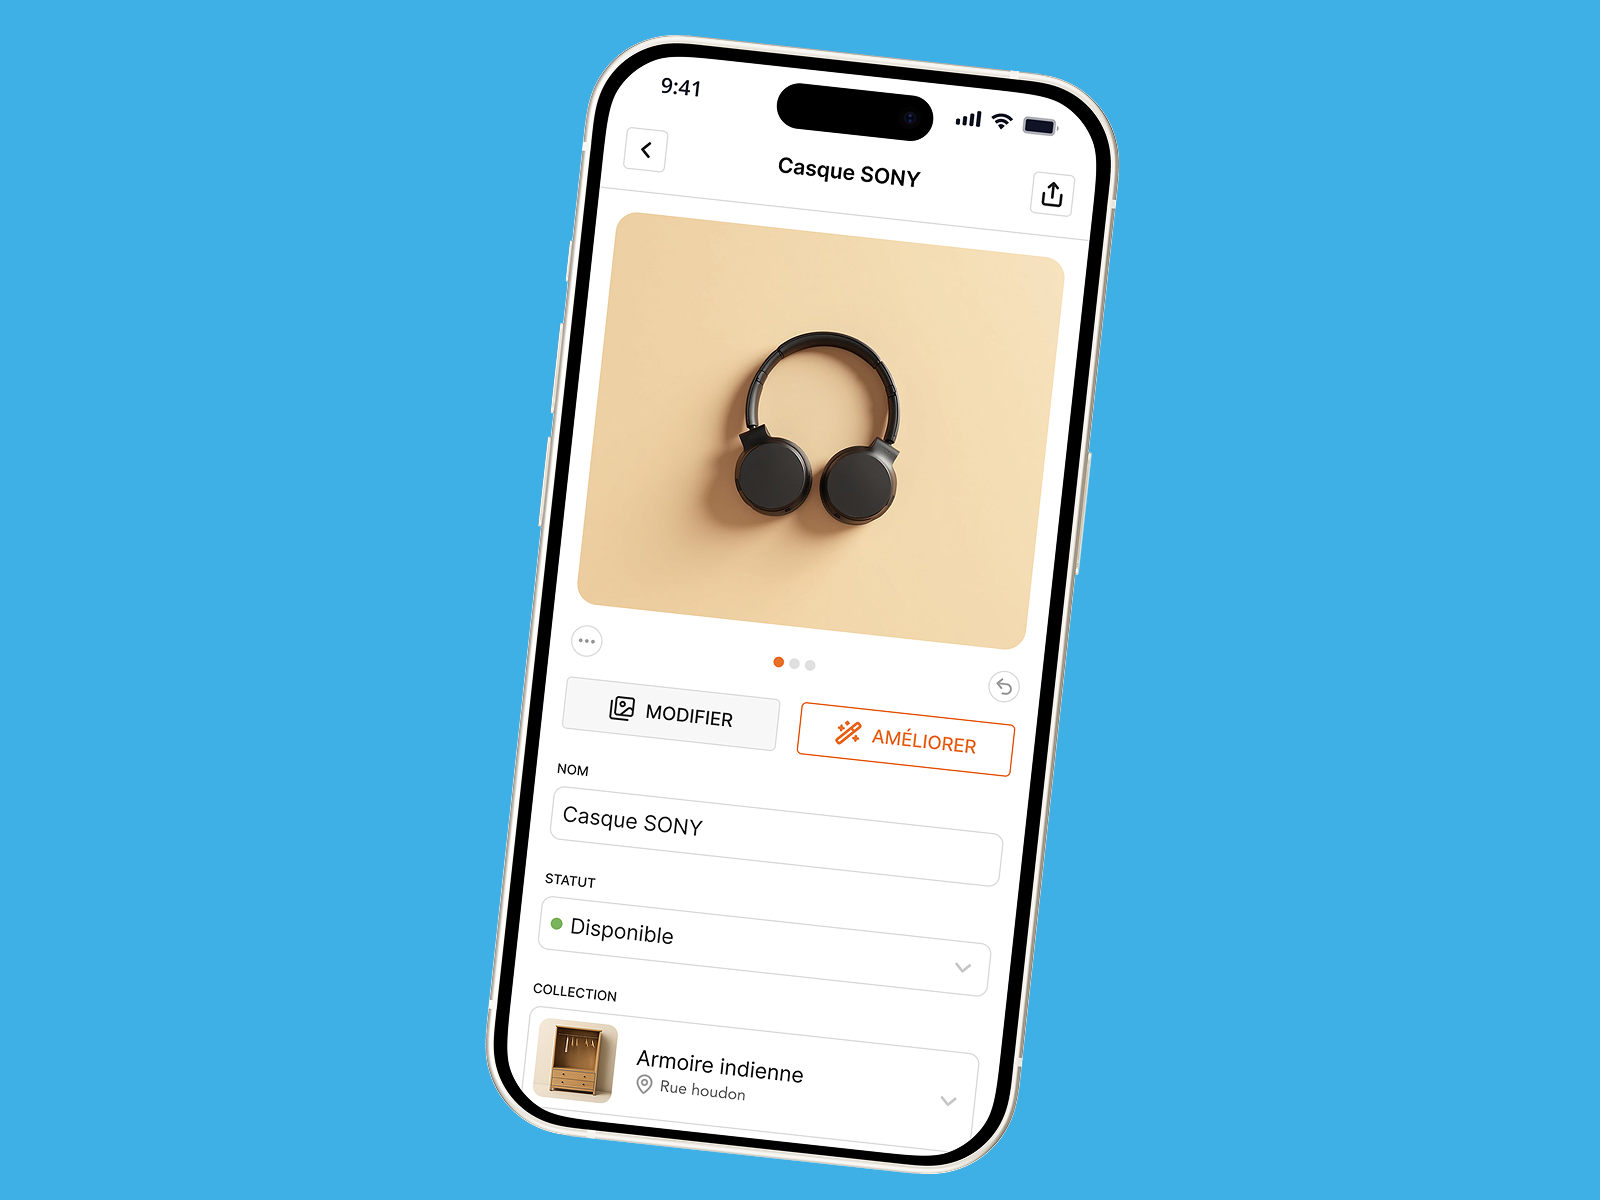 9:41
Casque SONY
MODIFIER
AMÉLIORER
NOM
Casque SONY
STATUT
Disponible
COLLECTION
Armoire indienne
Rue houdon